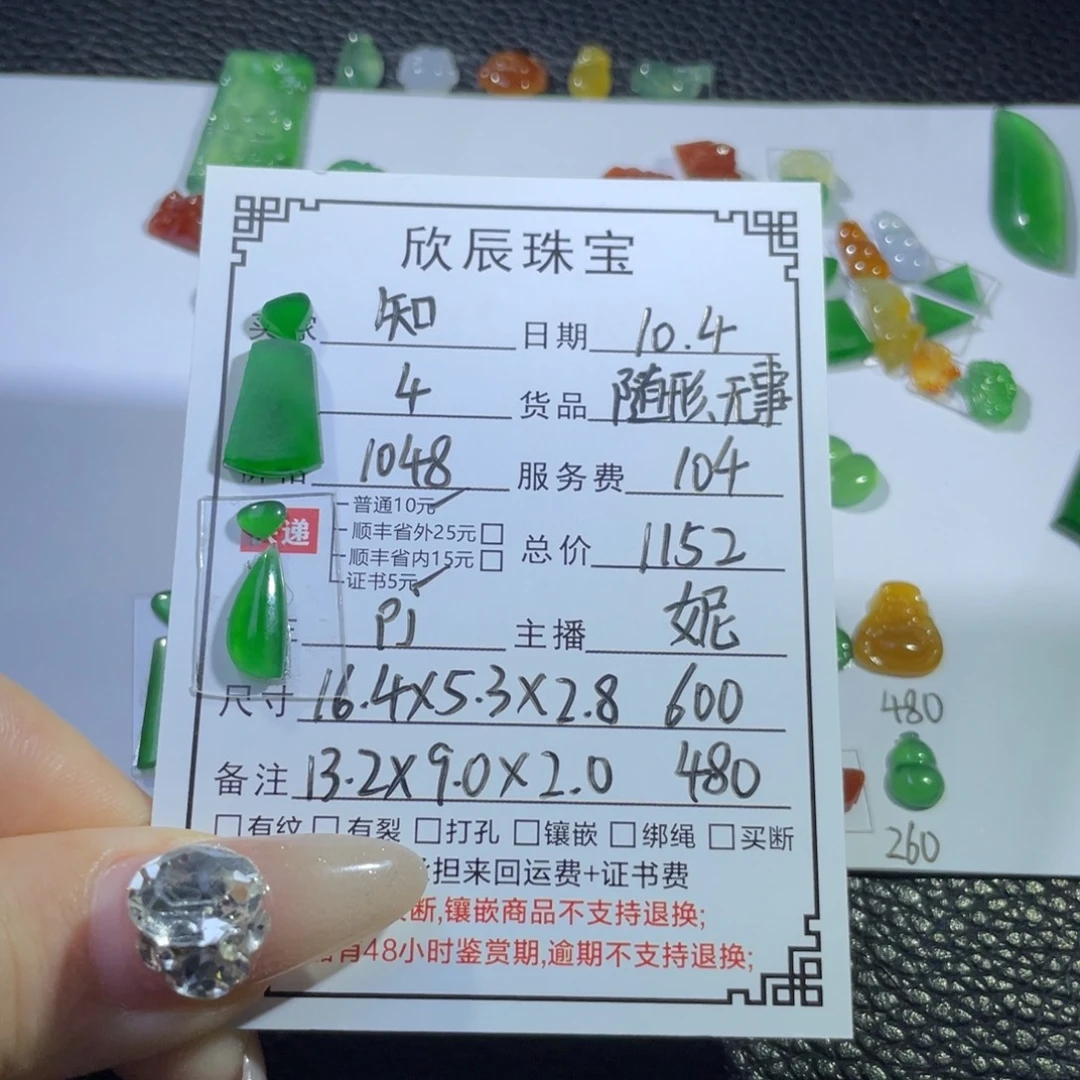 欣辰珠宝
知 日期 10.4
4 货品 随形、无事
1048 服务费 104
普通10元
顺丰省外25元
总价 1152
顺丰省内15元
证书5元
递
主播 妮
尺寸 16.4X5.3X2.8 600
备注 13.2X9.0X2.0 480
有纹 有裂 打孔 镶嵌 绑绳 买断
担来回运费+证书费
断,镶嵌商品不支持退换;
有48小时鉴赏期,逾期不支持退换;
480
260